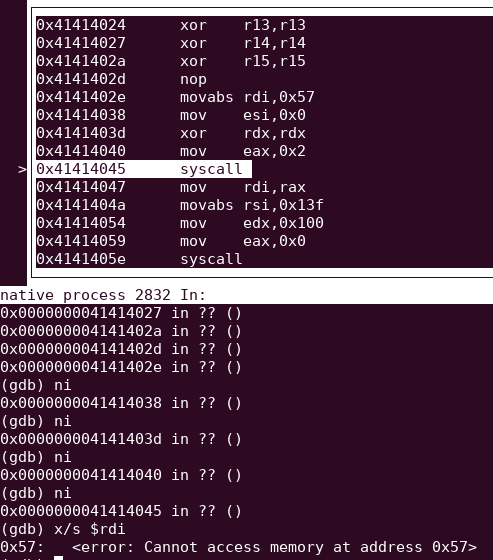 0x41414024      xor    r13,r13
0x41414027      xor    r14,r14
0x4141402a      xor    r15,r15
0x4141402d      nop
0x4141402e      movabs rdi,0x57
0x41414038      mov    esi,0x0
0x4141403d      xor    rdx,rdx
0x41414040      mov    eax,0x2
> 0x41414045      syscall
0x41414047      mov    rdi,rax
0x4141404a      movabs rsi,0x13f
0x41414054      mov    edx,0x100
0x41414059      mov    eax,0x0
0x4141405e      syscall
native process 2832 In:
0x0000000041414027 in ?? ()
0x000000004141402a in ?? ()
0x000000004141402d in ?? ()
0x000000004141402e in ?? ()
(gdb) ni
0x0000000041414038 in ?? ()
(gdb) ni
0x000000004141403d in ?? ()
(gdb) ni
0x0000000041414040 in ?? ()
(gdb) ni
0x0000000041414045 in ?? ()
(gdb) x/s $rdi
0x57:   <error: Cannot access memory at address 0x57>